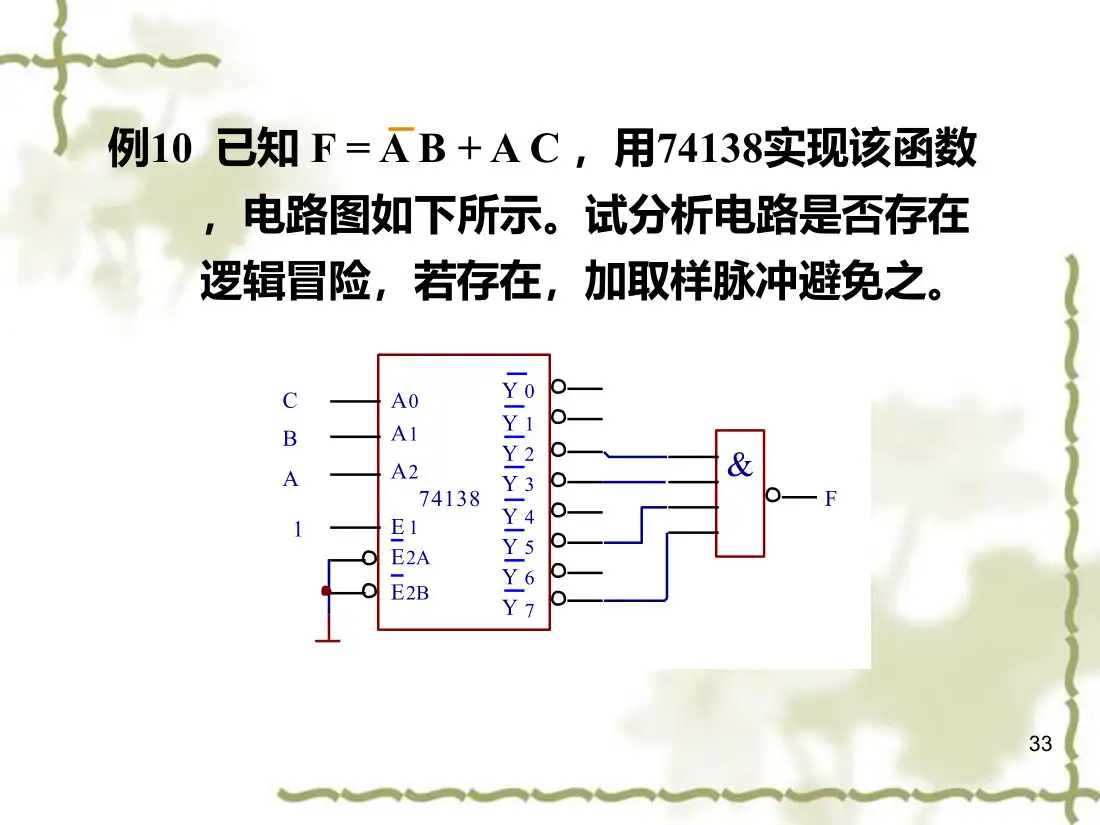 例10 已知 F = A̅ B + A C ，用74138实现该函数
，电路图如下所示。试分析电路是否存在
逻辑冒险，若存在，加取样脉冲避免之。
C
B
A
1
A0
A1
A2
74138
E1
E̅2A
E̅2B
Y̅0
Y̅1
Y̅2
Y̅3
Y̅4
Y̅5
Y̅6
Y̅7
&
F
33